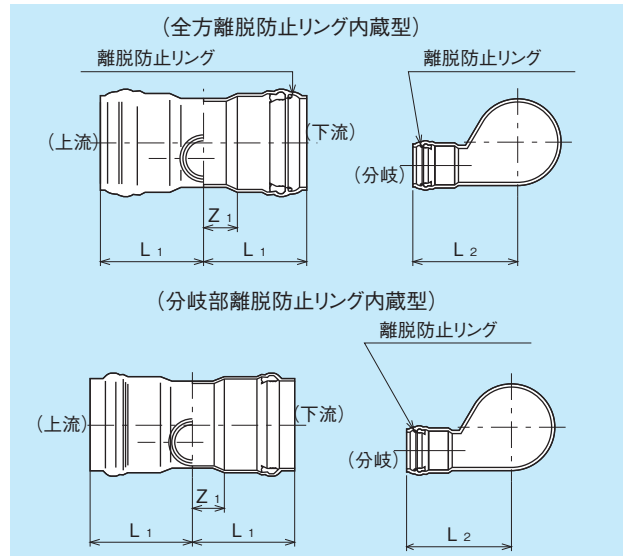 （全方離脱防止リング内蔵型）
離脱防止リング
離脱防止リング
（上流）
（下流）
（分岐）
Z 1
L 1
L 1
L 2
（分岐部離脱防止リング内蔵型）
離脱防止リング
（上流）
（下流）
（分岐）
Z 1
L 1
L 1
L 2